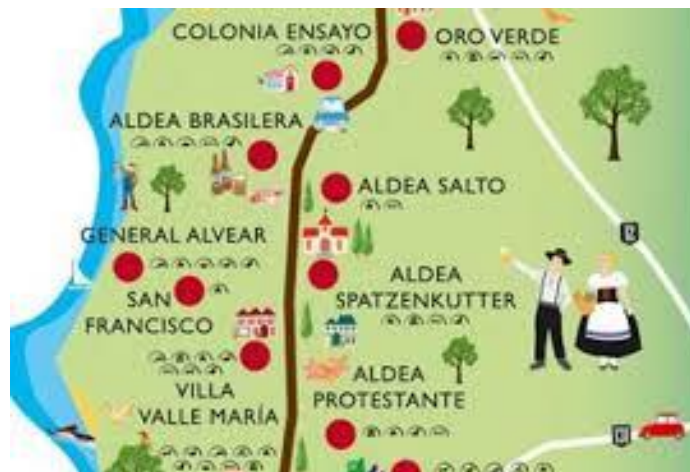 COLONIA ENSAYO
ORO VERDE
ALDEA BRASILERA
ALDEA SALTO
GENERAL ALVEAR
ALDEA
SPATZENKUTTER
SAN
FRANCISCO
ALDEA
PROTESTANTE
VILLA
VALLE MARÍA